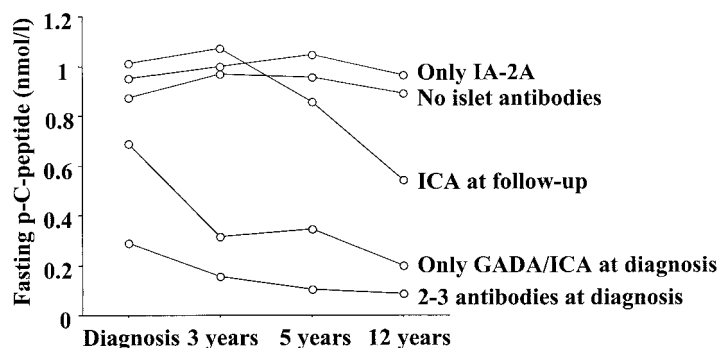 Fasting p-C-peptide (nmol/l)
1.2
1
0.8
0.6
0.4
0.2
0
Only IA-2A
No islet antibodies
ICA at follow-up
Only GADA/ICA at diagnosis
2-3 antibodies at diagnosis
Diagnosis 3 years 5 years 12 years